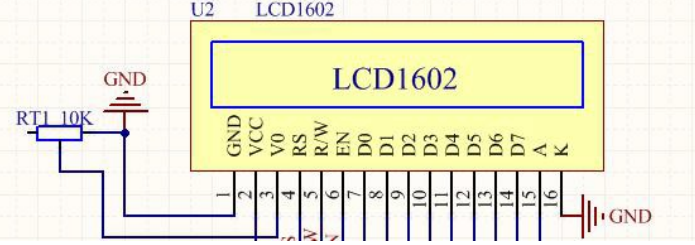 U2 LCD1602
LCD1602
GND
RT1 10K
GND VCC V0 RS R/W EN D0 D1 D2 D3 D4 D5 D6 D7 A K
1 2 3 4 5 6 7 8 9 10 11 12 13 14 15 16
GND